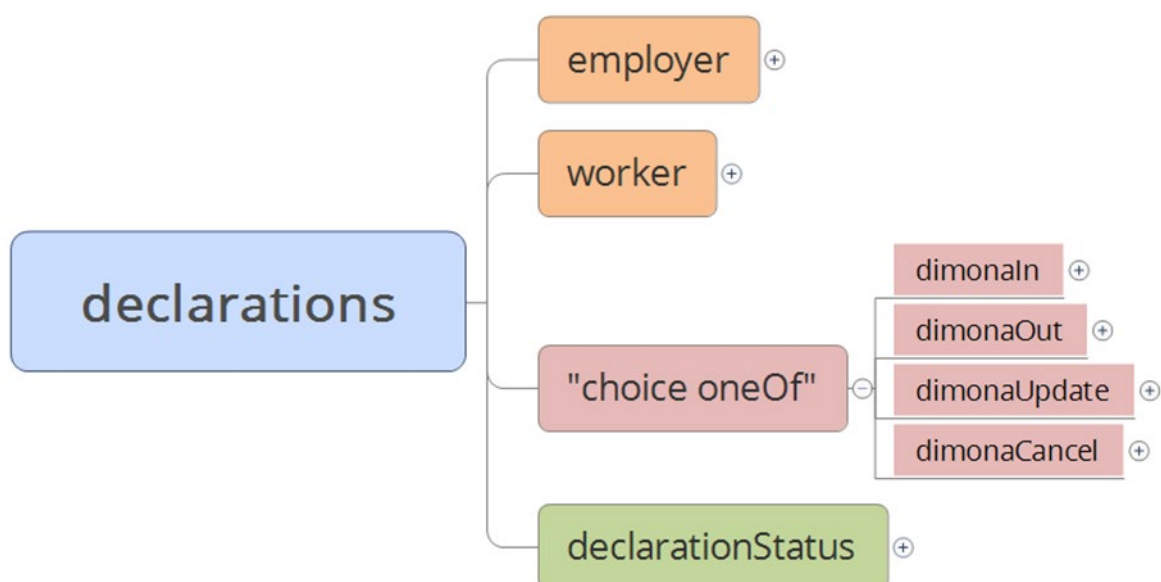 employer
worker
declarations
"choice oneOf"
dimonaIn
dimonaOut
dimonaUpdate
dimonaCancel
declarationStatus